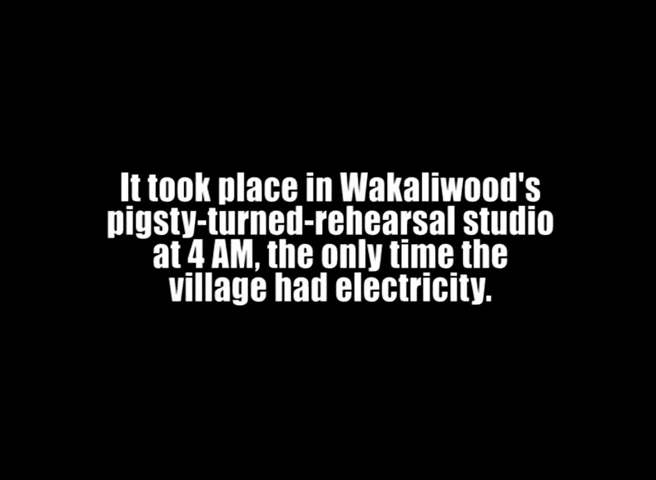 It took place in Wakaliwood's
pigsty-turned-rehearsal studio
at 4 AM, the only time the
village had electricity.